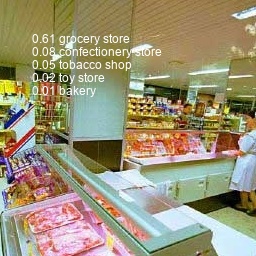 0.61 grocery store
0.08 confectionery store
0.05 tobacco shop
0.02 toy store
0.01 bakery